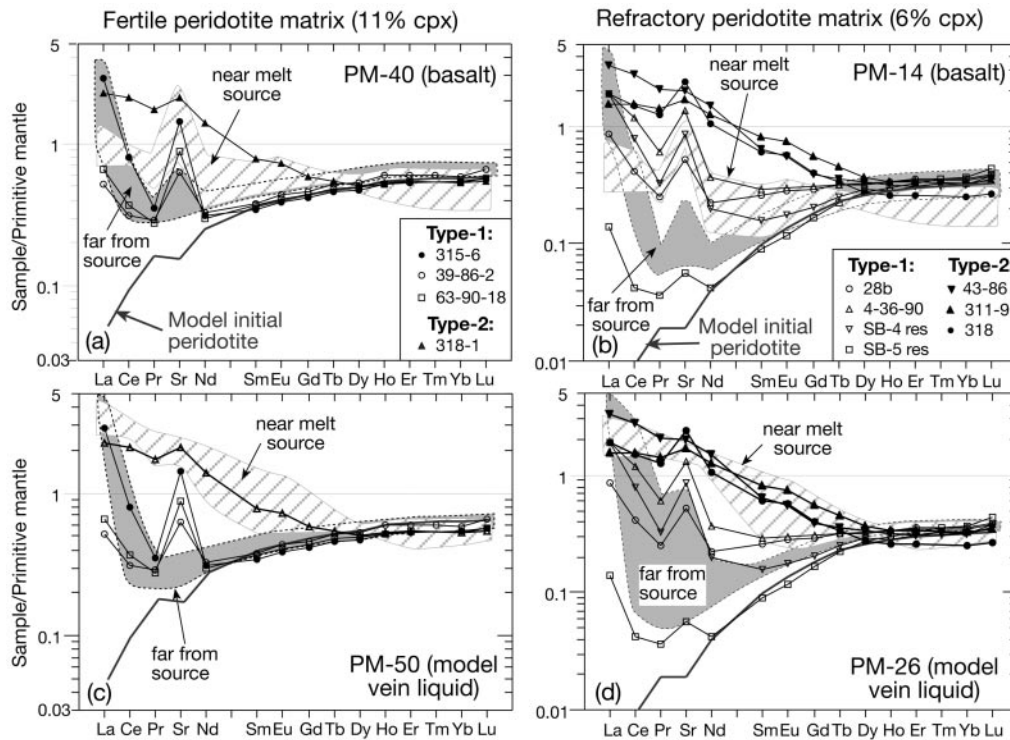 Fertile peridotite matrix (11% cpx)
Refractory peridotite matrix (6% cpx)
5
1
0.1
0.03
Sample/Primitive mantle
PM-40 (basalt)
near melt
source
far from
source
Model initial
peridotite
(a)
Type-1:
315-6
39-86-2
63-90-18
Type-2:
318-1
La Ce Pr Sr Nd Sm Eu Gd Tb Dy Ho Er Tm Yb Lu
5
1
0.1
0.01
PM-14 (basalt)
near melt
source
far from
source
Model initial
peridotite
(b)
Type-1:
28b
4-36-90
SB-4 res
SB-5 res
Type-2
43-86
311-9
318
La Ce Pr Sr Nd Sm Eu Gd Tb Dy Ho Er Tm Yb Lu
5
1
0.1
0.03
Sample/Primitive mantle
near melt
source
far from
source
PM-50 (model
vein liquid)
(c)
La Ce Pr Sr Nd Sm Eu Gd Tb Dy Ho Er Tm Yb Lu
5
1
0.1
0.01
near melt
source
far from
source
PM-26 (model
vein liquid)
(d)
La Ce Pr Sr Nd Sm Eu Gd Tb Dy Ho Er Tm Yb Lu